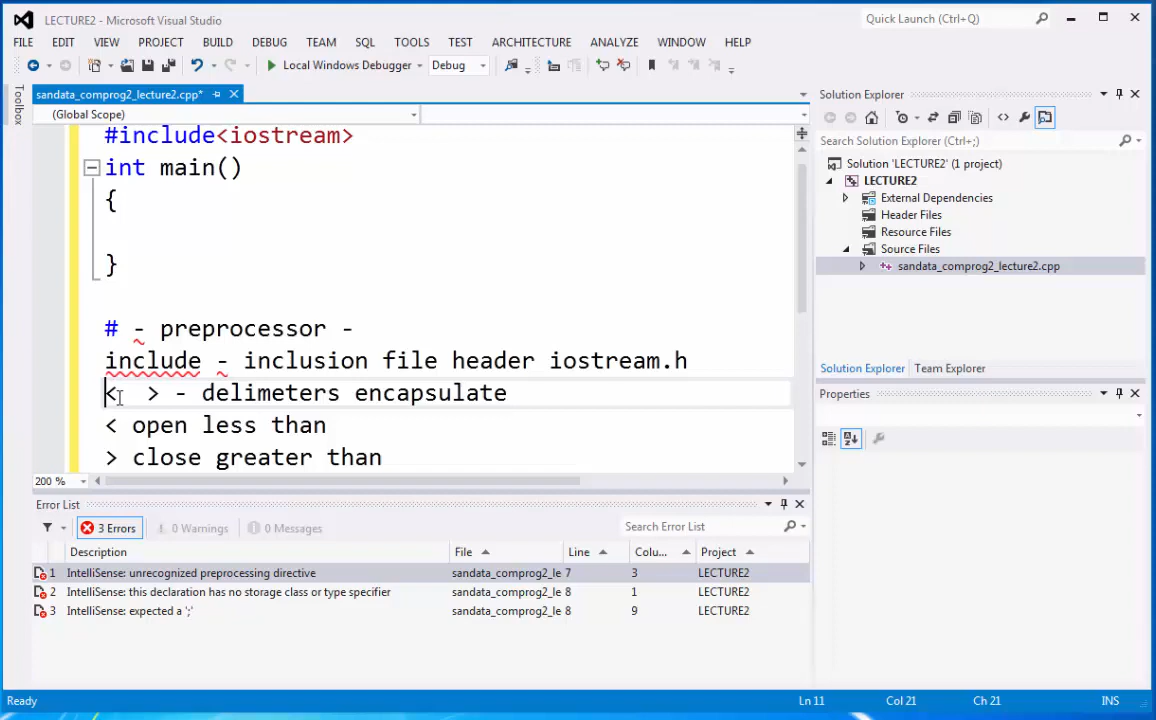 LECTURE2 - Microsoft Visual Studio
Quick Launch (Ctrl+Q)
FILE EDIT VIEW PROJECT BUILD DEBUG TEAM SQL TOOLS TEST ARCHITECTURE ANALYZE WINDOW HELP
Local Windows Debugger Debug
Toolbox
sandata_comprog2_lecture2.cpp*
(Global Scope)
#include<iostream>
int main()
{
}
# - preprocessor -
include - inclusion file header iostream.h
< > - delimeters encapsulate
< open less than
> close greater than
200 %
Solution Explorer
Search Solution Explorer (Ctrl+;)
Solution 'LECTURE2' (1 project)
LECTURE2
External Dependencies
Header Files
Resource Files
Source Files
sandata_comprog2_lecture2.cpp
Solution Explorer Team Explorer
Properties
Error List
3 Errors 0 Warnings 0 Messages
Search Error List
Description File Line Colu... Project
1 IntelliSense: unrecognized preprocessing directive sandata_comprog2_le 7 3 LECTURE2
2 IntelliSense: this declaration has no storage class or type specifier sandata_comprog2_le 8 1 LECTURE2
3 IntelliSense: expected a ';' sandata_comprog2_le 8 9 LECTURE2
Ready Ln 11 Col 21 Ch 21 INS